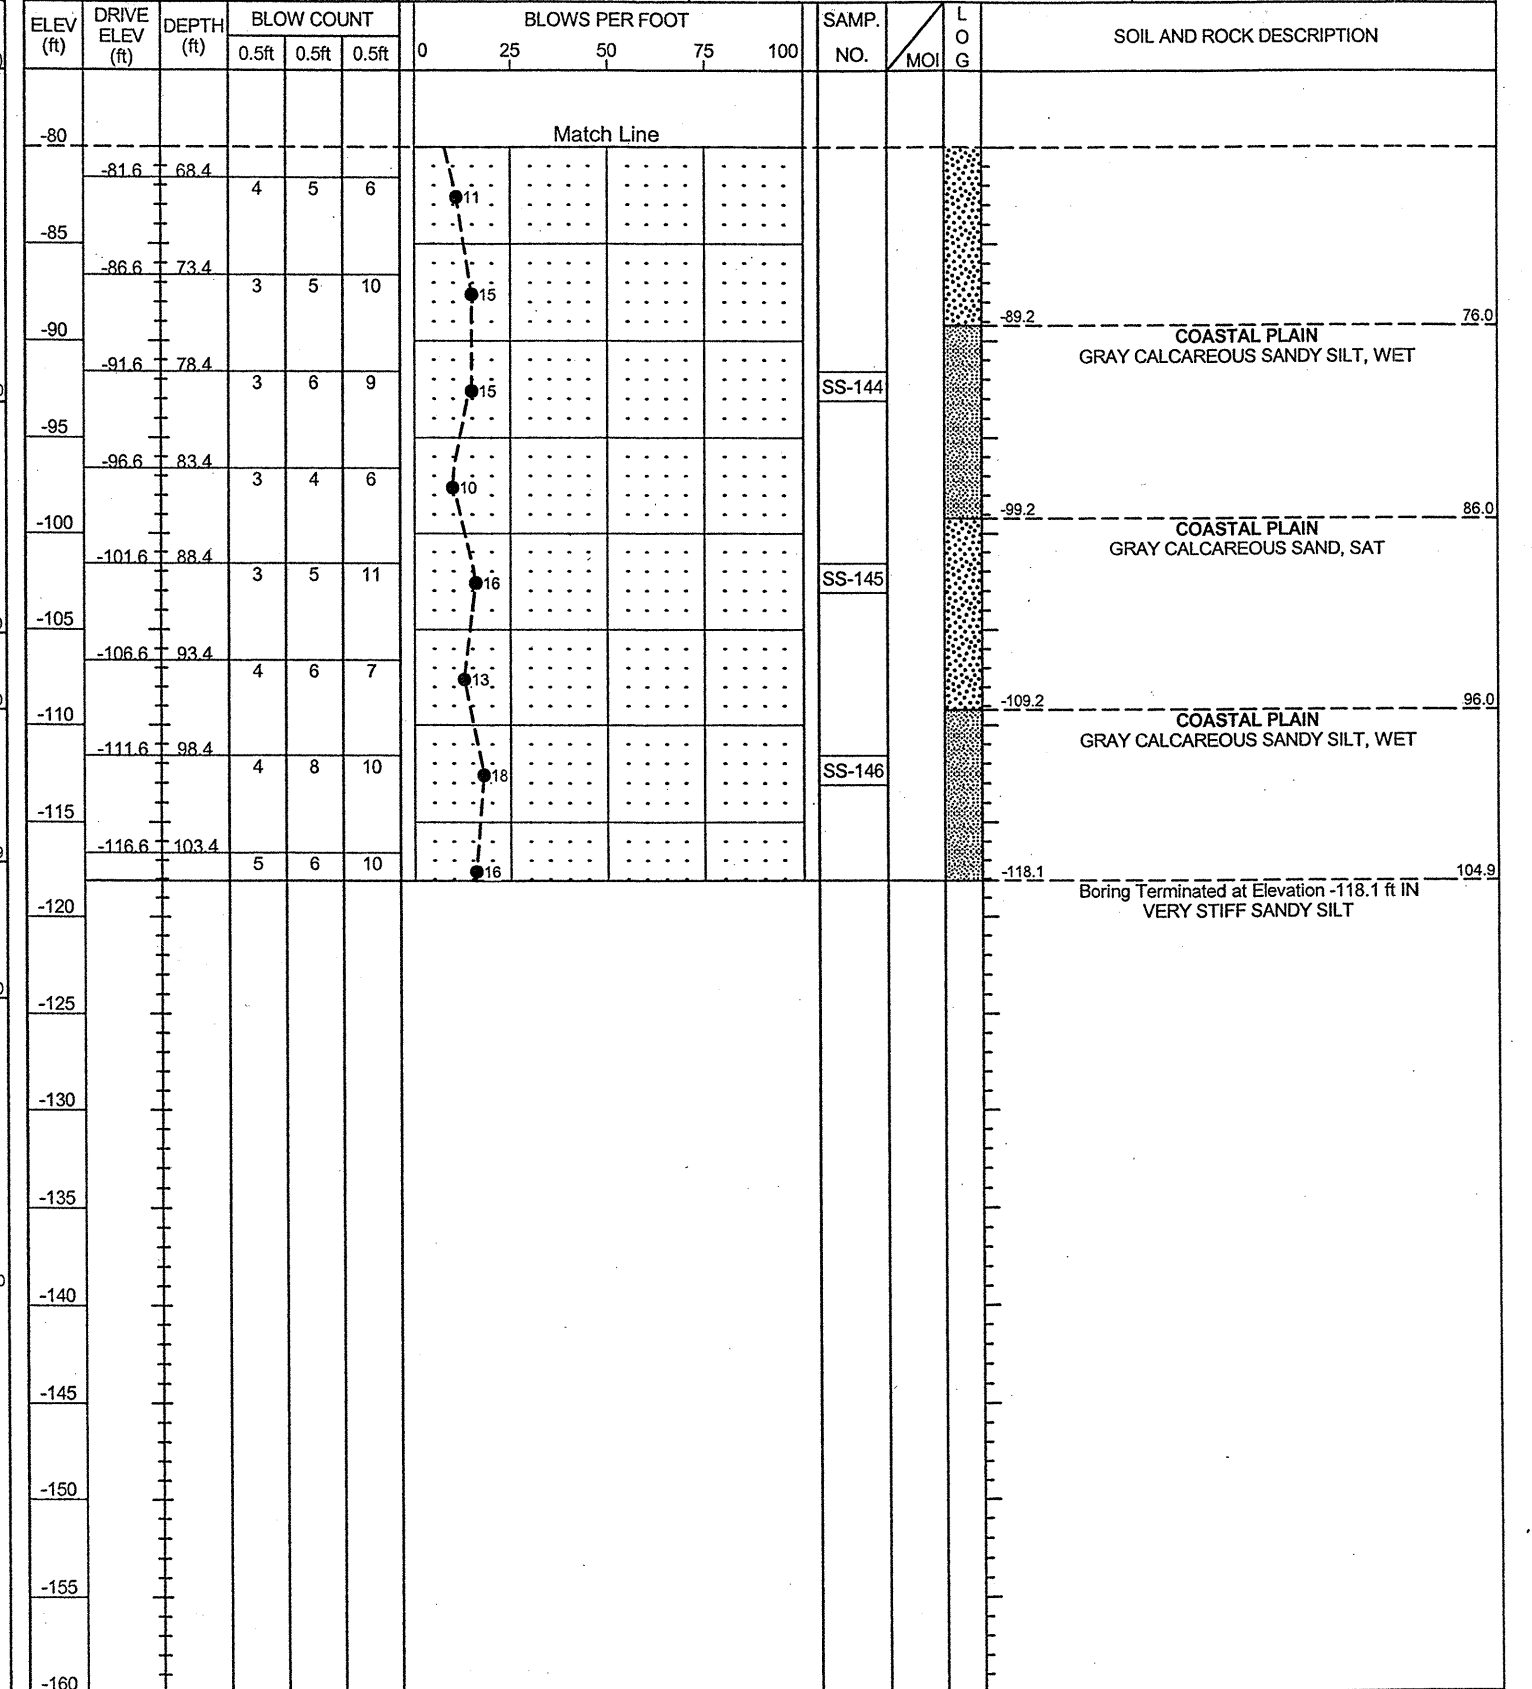 ELEV (ft) DRIVE ELEV (ft) DEPTH (ft) BLOW COUNT BLOWS PER FOOT SAMP. NO. MOI LOG SOIL AND ROCK DESCRIPTION
0.5ft 0.5ft 0.5ft 0 25 50 75 100
-80 Match Line
-81.6 68.4
4 5 6 11
-85
-86.6 73.4
3 5 10 15
-89.2 76.0
-90 COASTAL PLAIN
GRAY CALCAREOUS SANDY SILT, WET
-91.6 78.4
3 6 9 15 SS-144
-95
-96.6 83.4
3 4 6 10
-99.2 86.0
-100 COASTAL PLAIN
GRAY CALCAREOUS SAND, SAT
-101.6 88.4
3 5 11 16 SS-145
-105
-106.6 93.4
4 6 7 13
-109.2 96.0
-110 COASTAL PLAIN
GRAY CALCAREOUS SANDY SILT, WET
-111.6 98.4
4 8 10 18 SS-146
-115
-116.6 103.4
5 6 10 16
-118.1 104.9
Boring Terminated at Elevation -118.1 ft IN
VERY STIFF SANDY SILT
-120
-125
-130
-135
-140
-145
-150
-155
-160